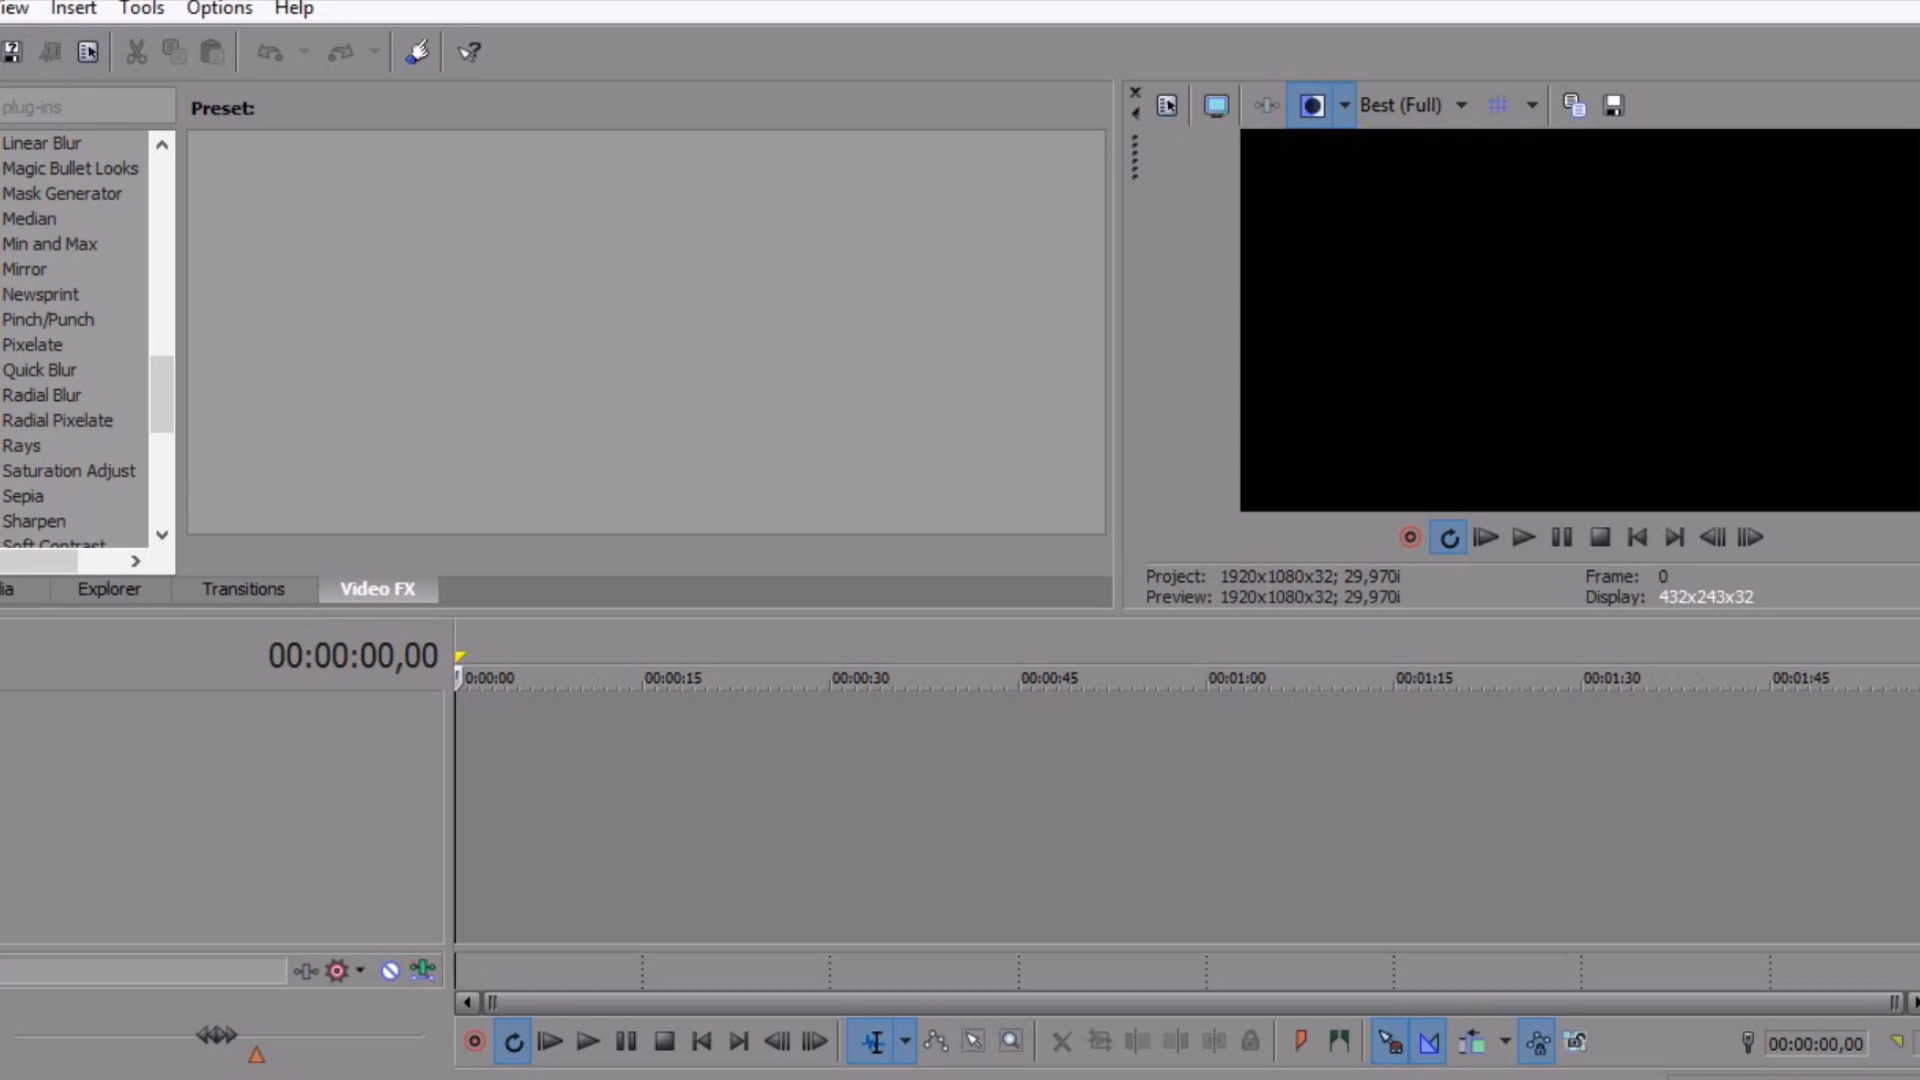 View Insert Tools Options Help
plug-ins
Preset:
Best (Full)
Linear Blur
Magic Bullet Looks
Mask Generator
Median
Min and Max
Mirror
Newsprint
Pinch/Punch
Pixelate
Quick Blur
Radial Blur
Radial Pixelate
Rays
Saturation Adjust
Sepia
Sharpen
Soft Contrast
ia Explorer Transitions Video FX
Project: 1920x1080x32; 29,970i Frame: 0
Preview: 1920x1080x32; 29,970i Display: 432x243x32
00:00:00,00
0:00:00 00:00:15 00:00:30 00:00:45 00:01:00 00:01:15 00:01:30 00:01:45
00:00:00,00